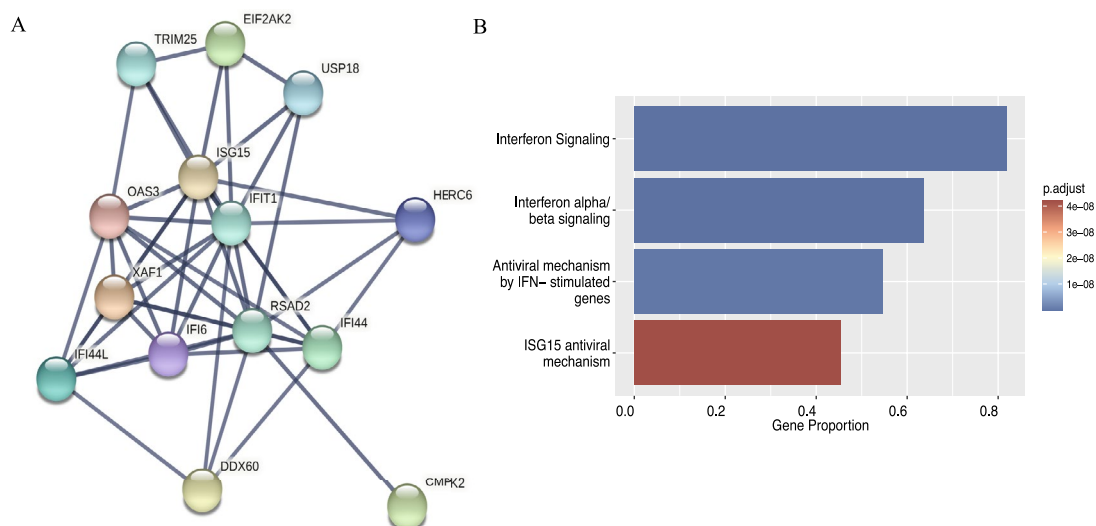 A
EIF2AK2
TRIM25
USP18
ISG15
OAS3
IFIT1
HERC6
XAF1
RSAD2
IFI6
IFI44
IFI44L
DDX60
CMPK2
B
Interferon Signaling
Interferon alpha/
beta signaling
Antiviral mechanism
by IFN− stimulated
genes
ISG15 antiviral
mechanism
0.0 0.2 0.4 0.6 0.8
Gene Proportion
p.adjust
4e−08
3e−08
2e−08
1e−08